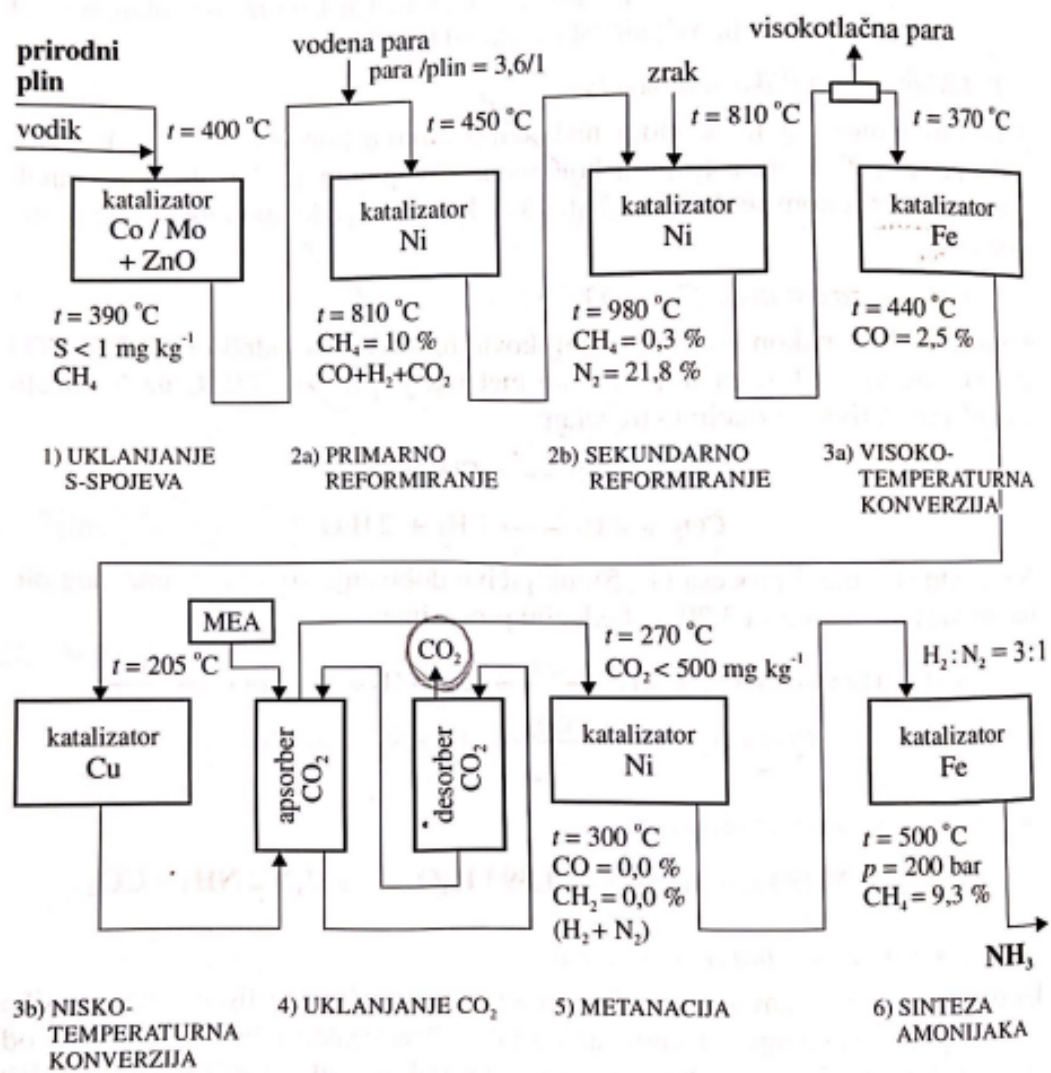 prirodni
plin
vodik
t = 400 °C
katalizator
Co / Mo
+ ZnO
t = 390 °C
S < 1 mg kg⁻¹
CH₄
1) UKLANJANJE
S-SPOJEVA
vodena para
para /plin = 3,6/1
t = 450 °C
katalizator
Ni
t = 810 °C
CH₄ = 10 %
CO+H₂+CO₂
2a) PRIMARNO
REFORMIRANJE
zrak
t = 810 °C
katalizator
Ni
t = 980 °C
CH₄ = 0,3 %
N₂ = 21,8 %
2b) SEKUNDARNO
REFORMIRANJE
visokotlačna para
t = 370 °C
katalizator
Fe
t = 440 °C
CO = 2,5 %
3a) VISOKO-
TEMPERATURNA
KONVERZIJA
t = 205 °C
katalizator
Cu
3b) NISKO-
TEMPERATURNA
KONVERZIJA
MEA
apsorber
CO₂
CO₂
desorber
CO₂
4) UKLANJANJE CO₂
t = 270 °C
CO₂ < 500 mg kg⁻¹
katalizator
Ni
t = 300 °C
CO = 0,0 %
CH₂ = 0,0 %
(H₂ + N₂)
5) METANACIJA
H₂ : N₂ = 3:1
katalizator
Fe
t = 500 °C
p = 200 bar
CH₄ = 9,3 %
NH₃
6) SINTEZA
AMONIJAKA